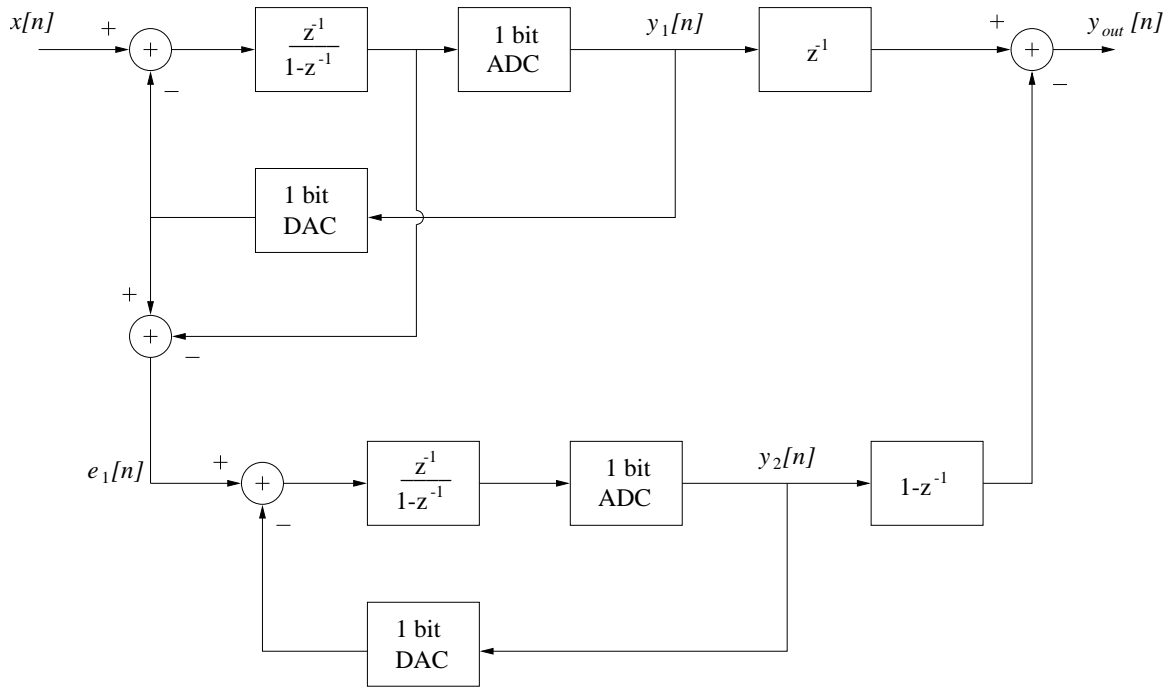 x[n]
+
+
−
z⁻¹
1-z⁻¹
1 bit
ADC
y₁[n]
z⁻¹
+
+
−
yₒᵤₜ[n]
1 bit
DAC
+
+
−
e₁[n]
+
+
−
z⁻¹
1-z⁻¹
1 bit
ADC
y₂[n]
1-z⁻¹
1 bit
DAC